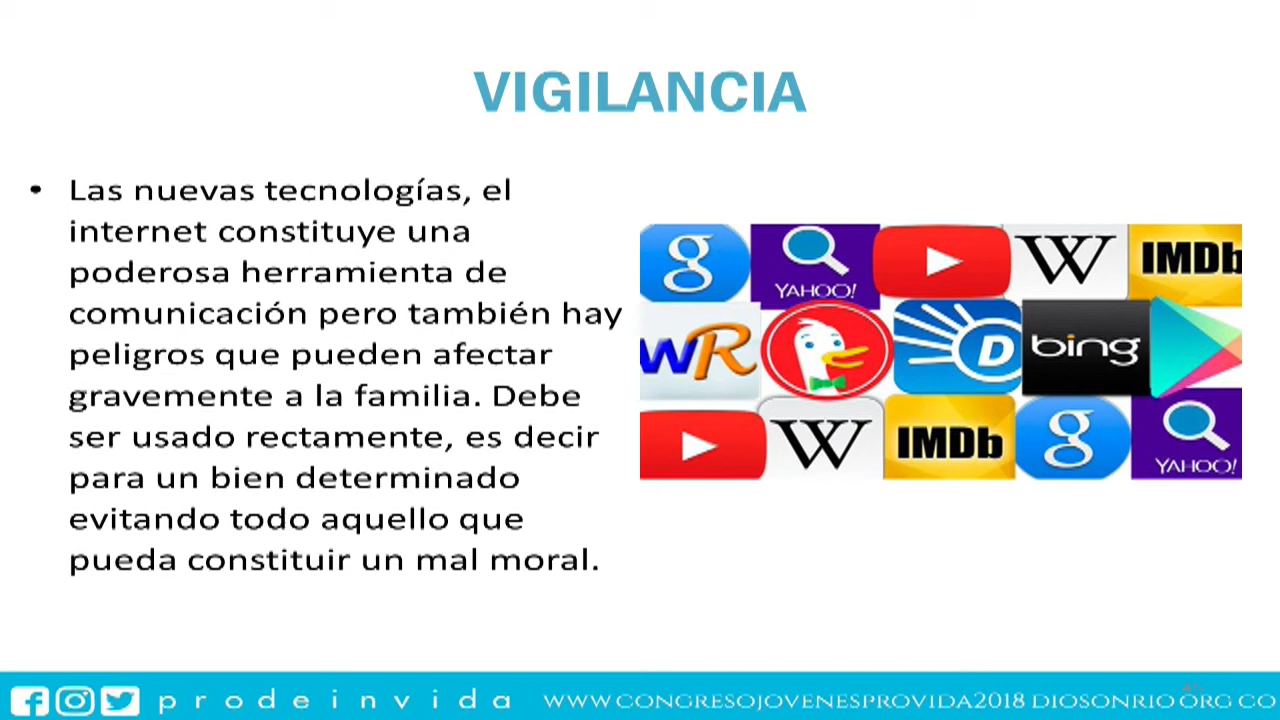 VIGILANCIA
• Las nuevas tecnologías, el
internet constituye una
poderosa herramienta de
comunicación pero también hay
peligros que pueden afectar
gravemente a la familia. Debe
ser usado rectamente, es decir
para un bien determinado
evitando todo aquello que
pueda constituir un mal moral.
g YAHOO! W IMDb
WR D bing
W IMDb g YAHOO!
prodeinvida WWW.CONGRESOJOVENESPROVIDA2018 DIOSONRIO ORG CO